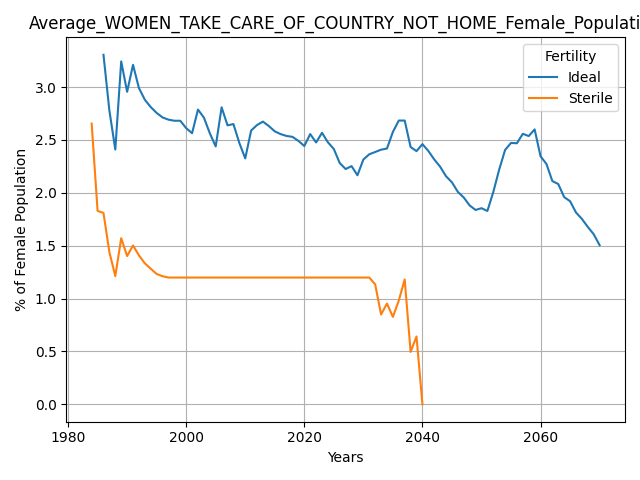 Average_WOMEN_TAKE_CARE_OF_COUNTRY_NOT_HOME_Female_Populati
Fertility
Ideal
Sterile
% of Female Population
3.0
2.5
2.0
1.5
1.0
0.5
0.0
1980 2000 2020 2040 2060
Years